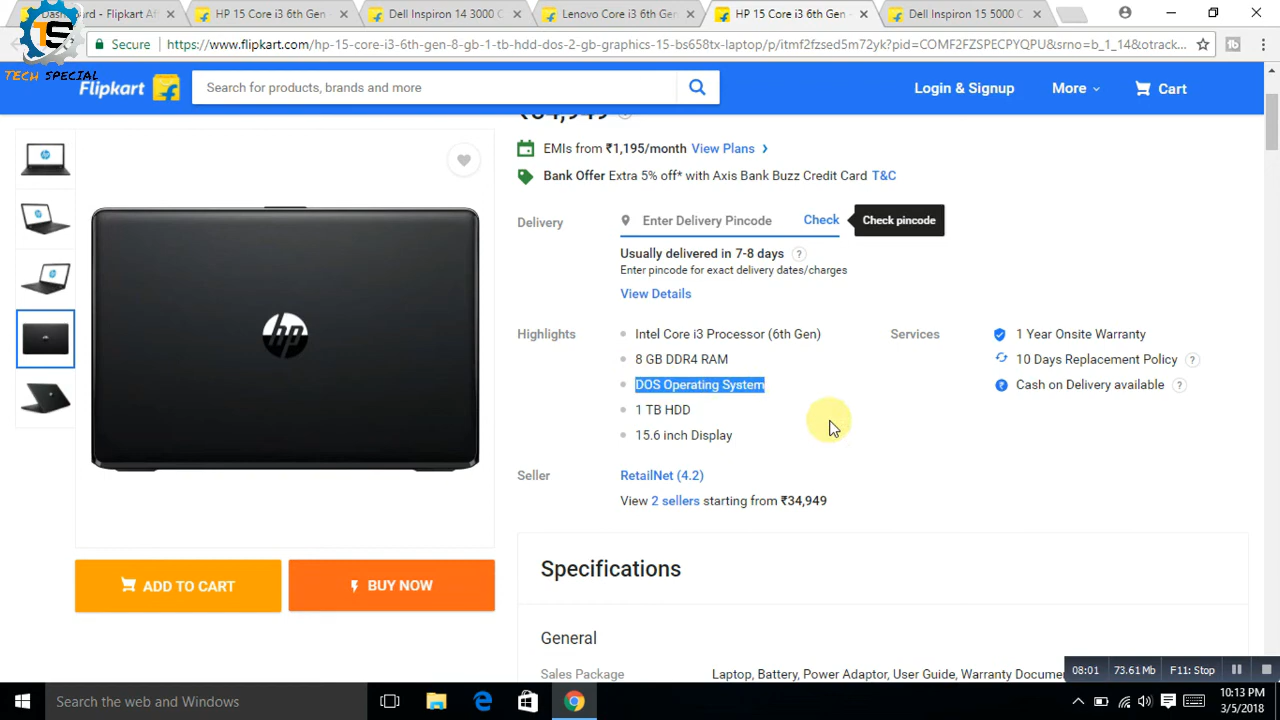 Dashboard - Flipkart Af
HP 15 Core i3 6th Gen
Dell Inspiron 14 3000
Lenovo Core i3 6th Gen
Core i3 6th Gen
Dell Inspiron 15 5000 C
TS
TECH SPECIAL
Secure
https://www.flipkart.com/hp-15-core-i3-6th-gen-8-gb-1-tb-hdd-dos-2-gb-graphics-15-bs658tx-laptop/p/itmf2fzsed5m72yk?pid=COMF2FZSPECPYQPU&srno=b_1_14&otrack...
Flipkart
Search for products, brands and more
Login & Signup
More
Cart
₹34,949
EMIs from ₹1,195/month View Plans
Bank Offer Extra 5% off* with Axis Bank Buzz Credit Card T&C
Delivery
Enter Delivery Pincode
Check
Check pincode
Usually delivered in 7-8 days ?
Enter pincode for exact delivery dates/charges
View Details
Highlights
Intel Core i3 Processor (6th Gen)
8 GB DDR4 RAM
DOS Operating System
1 TB HDD
15.6 inch Display
Services
1 Year Onsite Warranty
10 Days Replacement Policy ?
Cash on Delivery available ?
hp
Seller
RetailNet (4.2)
View 2 sellers starting from ₹34,949
ADD TO CART
BUY NOW
Specifications
General
Sales Package
Laptop, Battery, Power Adaptor, User Guide, Warranty Docume
08:01
73.61 Mb
F11: Stop
Search the web and Windows
10:13 PM
3/5/2018